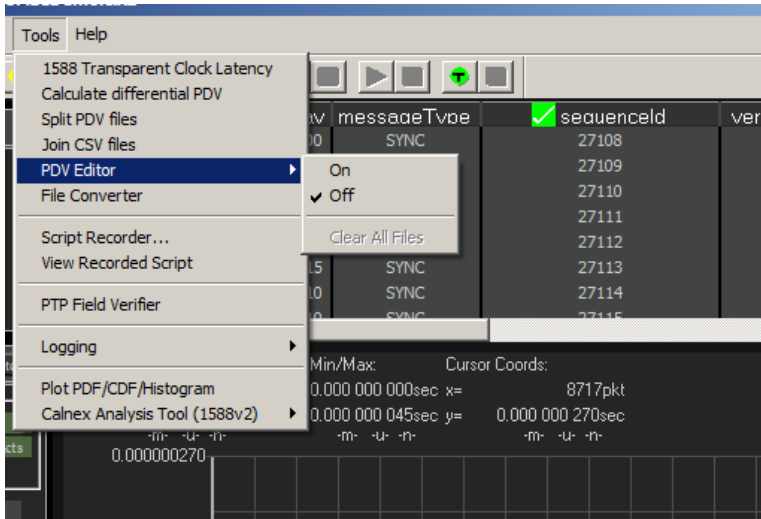 Tools Help
1588 Transparent Clock Latency
Calculate differential PDV
Split PDV files
Join CSV files
PDV Editor
File Converter
Script Recorder...
View Recorded Script
PTP Field Verifier
Logging
Plot PDF/CDF/Histogram
Calnex Analysis Tool (1588v2)
On
Off
Clear All Files
T
messageType sequenceId
SYNC 27108
27109
27110
27111
27112
SYNC 27113
SYNC 27114
SYNC 27115
Min/Max: Cursor Coords:
0.000 000 000sec x= 8717pkt
0.000 000 045sec y= 0.000 000 270sec
-m- -u- -n- -m- -u- -n- -m- -u- -n-
0.000000270